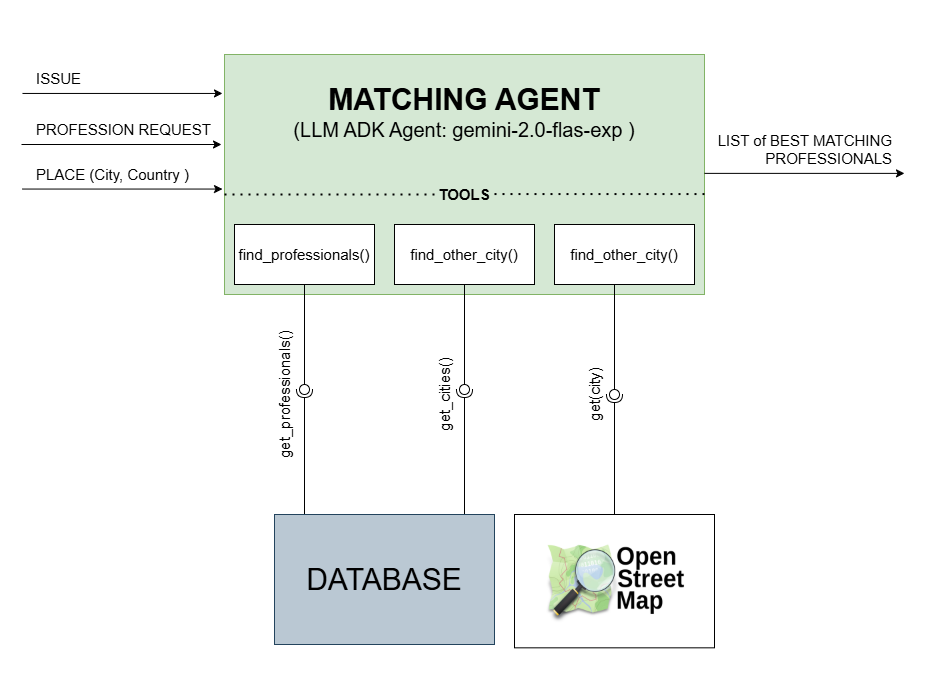 ISSUE
PROFESSION REQUEST
PLACE (City, Country )
MATCHING AGENT
(LLM ADK Agent: gemini-2.0-flas-exp )
LIST of BEST MATCHING
PROFESSIONALS
TOOLS
find_professionals()
find_other_city()
find_other_city()
get_professionals()
get_cities()
get(city)
DATABASE
Open
Street
Map